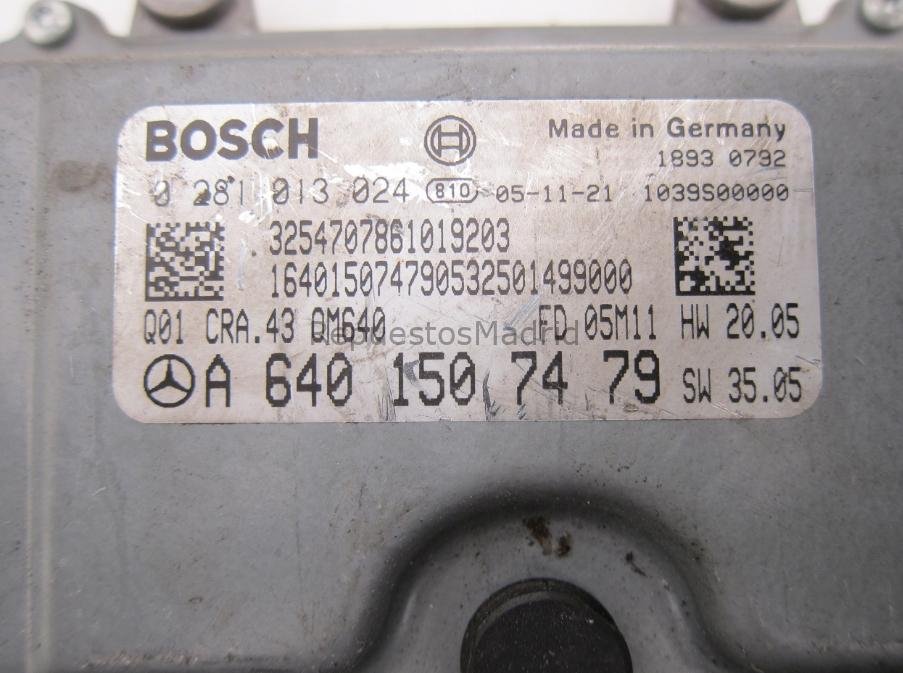 BOSCH Made in Germany
1893 0792
0 281 013 024 810 05-11-21 1039S00000
3254707861019203
164015074790532501499000
Q01 CRA.43 OM640 FD 05M11 HW 20.05
RepuestosMadrid
A 640 150 74 79 SW 35.05